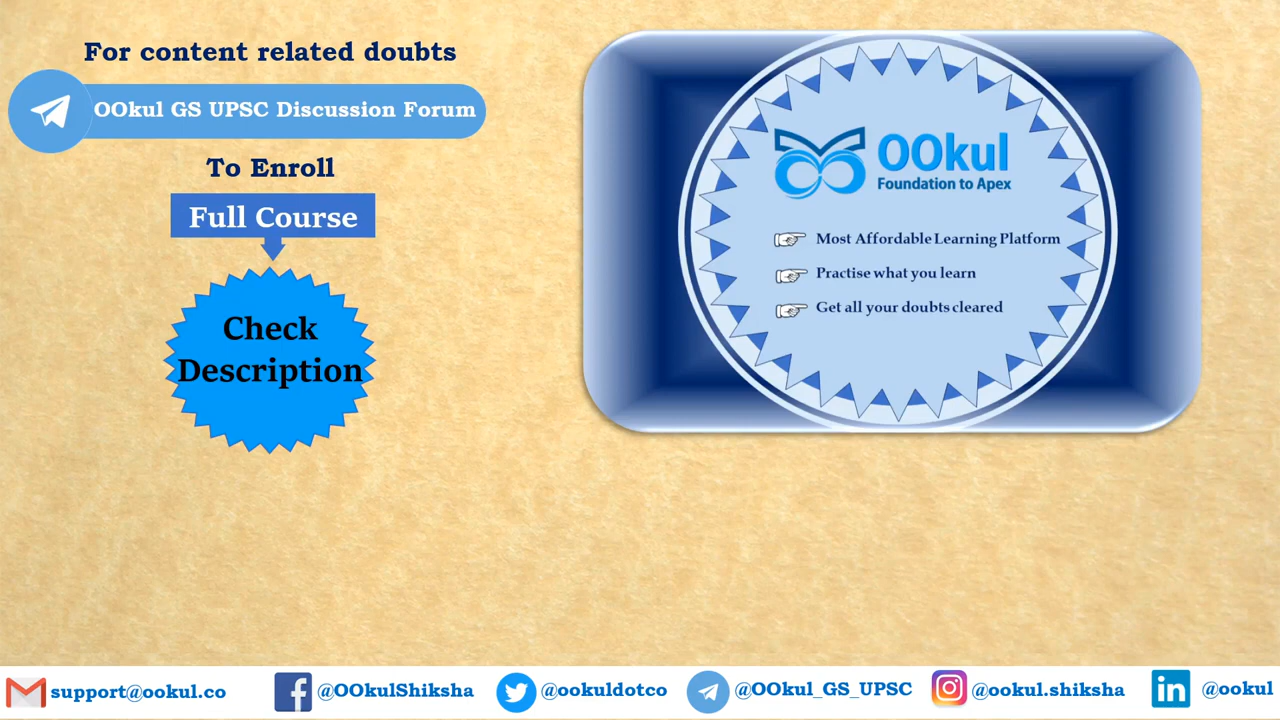 For content related doubts
OOkul GS UPSC Discussion Forum
To Enroll
Full Course
Check
Description
OOkul
Foundation to Apex
Most Affordable Learning Platform
Practise what you learn
Get all your doubts cleared
support@ookul.co
@OOkulShiksha
@ookuldotco
@OOkul_GS_UPSC
@ookul.shiksha
@ookul